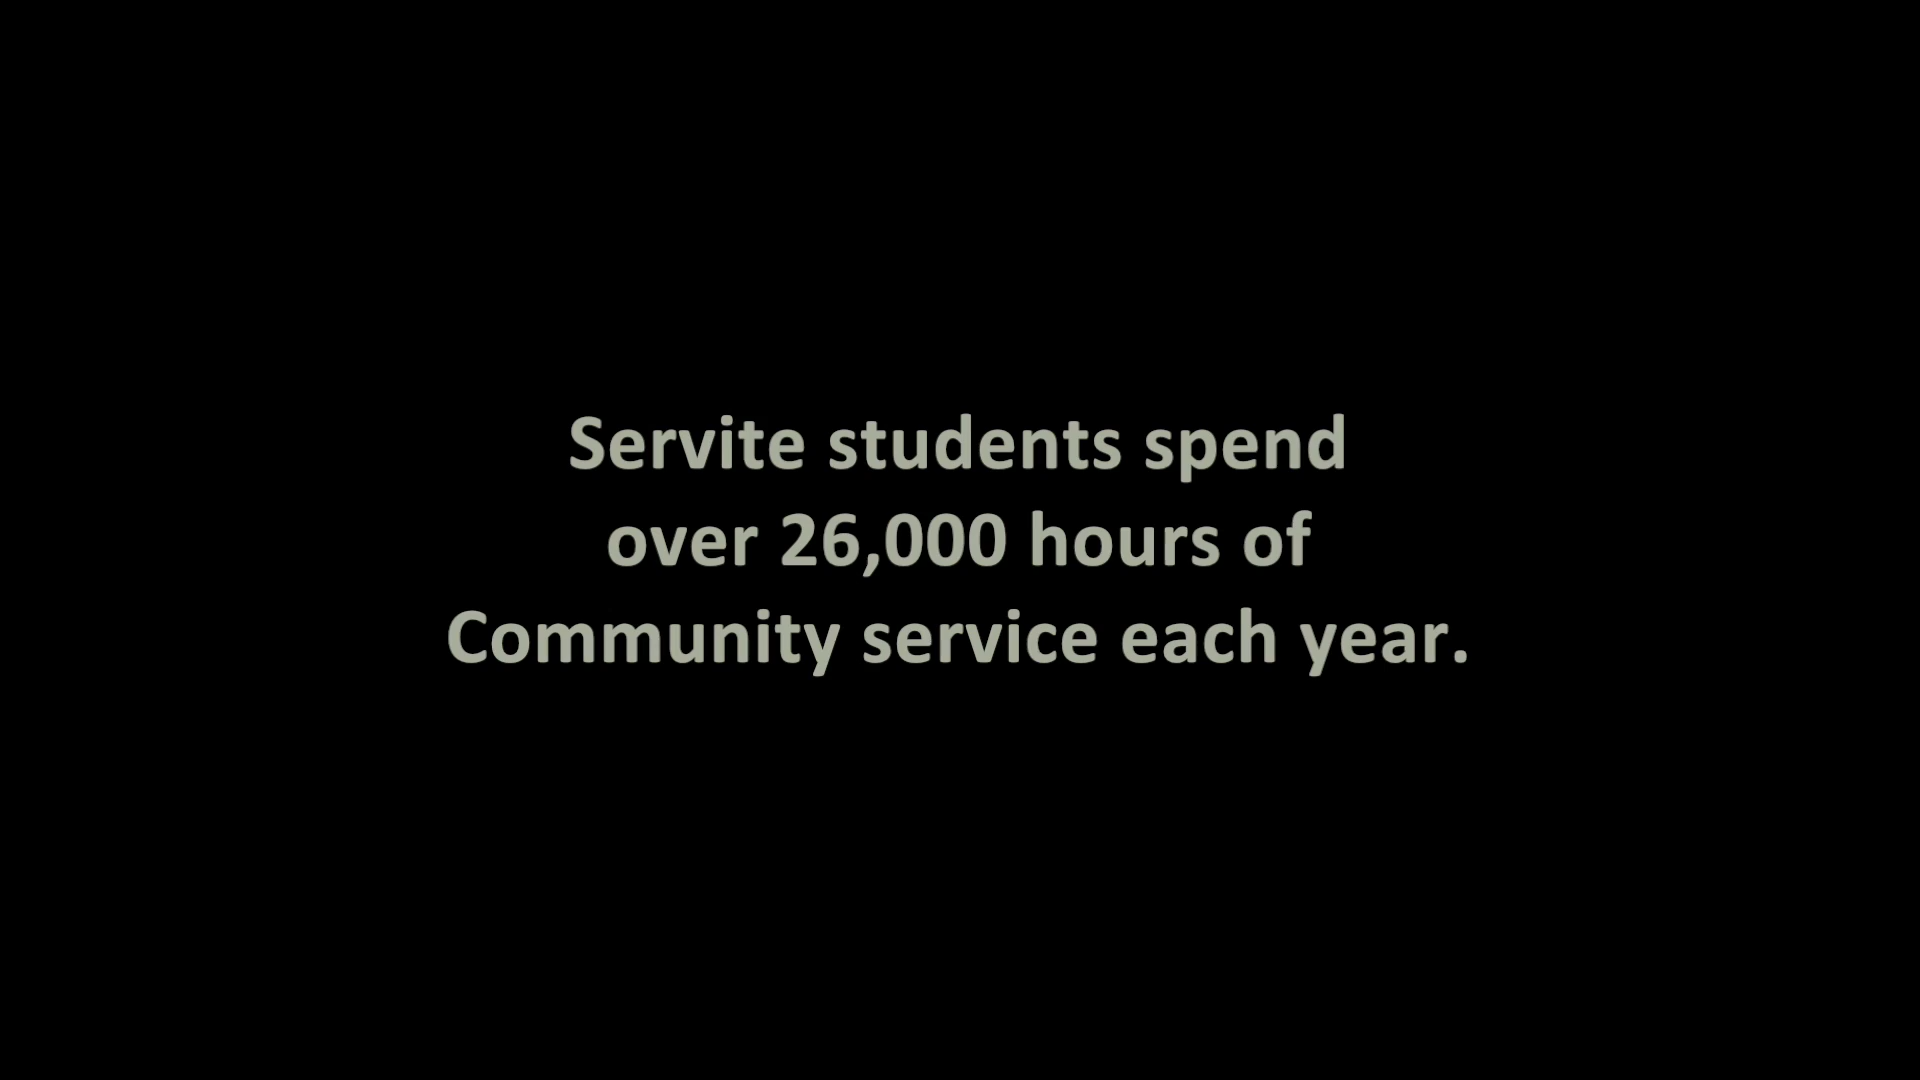 Servite students spend
over 26,000 hours of
Community service each year.